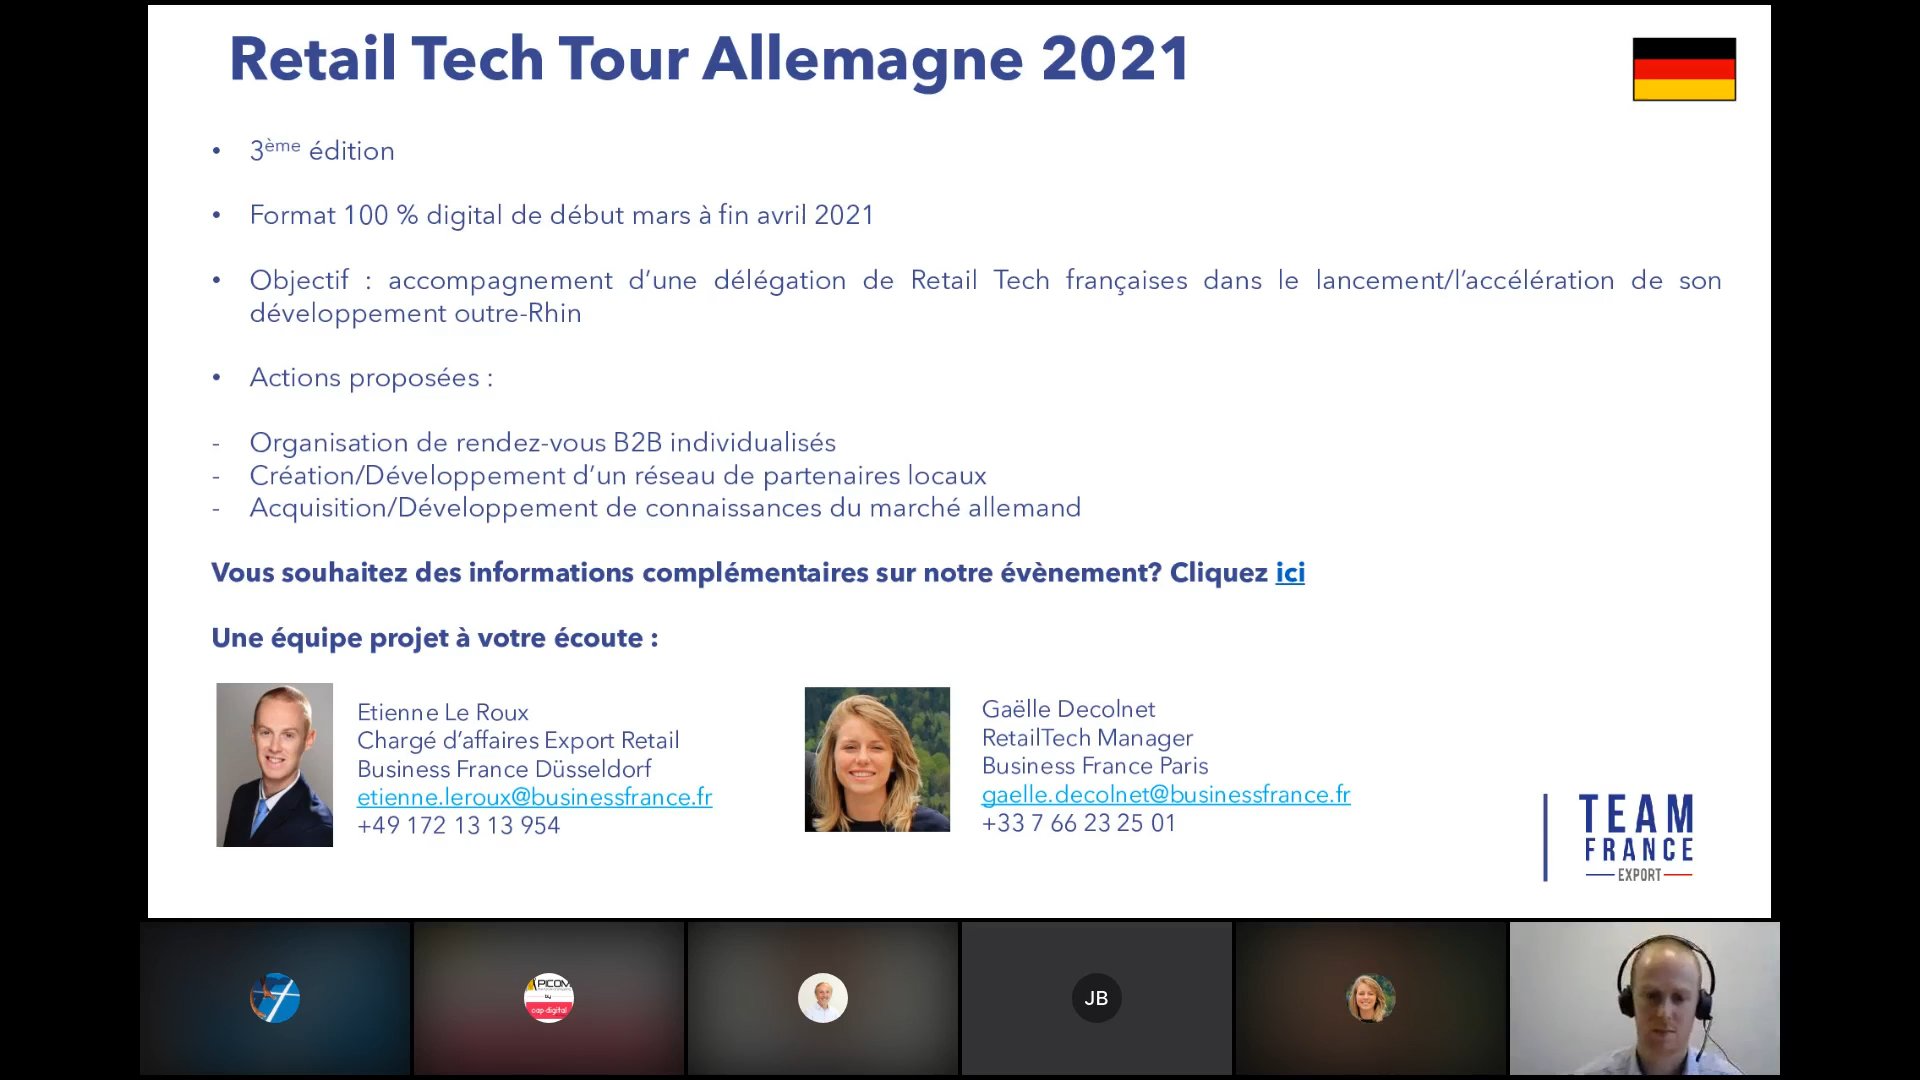 Retail Tech Tour Allemagne 2021
• 3ème édition
• Format 100 % digital de début mars à fin avril 2021
• Objectif : accompagnement d’une délégation de Retail Tech françaises dans le lancement/l’accélération de son
développement outre-Rhin
• Actions proposées :
- Organisation de rendez-vous B2B individualisés
- Création/Développement d’un réseau de partenaires locaux
- Acquisition/Développement de connaissances du marché allemand
Vous souhaitez des informations complémentaires sur notre évènement? Cliquez ici
Une équipe projet à votre écoute :
Etienne Le Roux
Chargé d’affaires Export Retail
Business France Düsseldorf
etienne.leroux@businessfrance.fr
+49 172 13 13 954
Gaëlle Decolnet
RetailTech Manager
Business France Paris
gaelle.decolnet@businessfrance.fr
+33 7 66 23 25 01
TEAM
FRANCE
EXPORT
PICOM
by
cap digital
JB